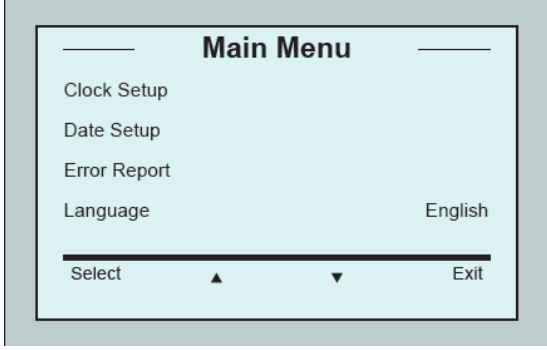 Main Menu
Clock Setup
Date Setup
Error Report
Language English
Select ▲ ▼ Exit